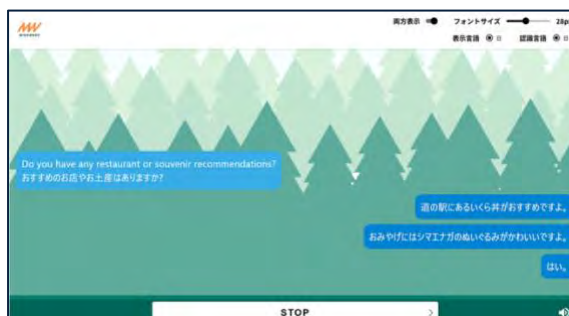 両方表示
フォントサイズ
28p
表示言語
認識言語
Do you have any restaurant or souvenir recommendations?
おすすめのお店やお土産はありますか?
道の駅にあるいくら丼がおすすめですよ。
おみやげにはシマエナガのぬいぐるみがかわいいですよ。
はい。
STOP